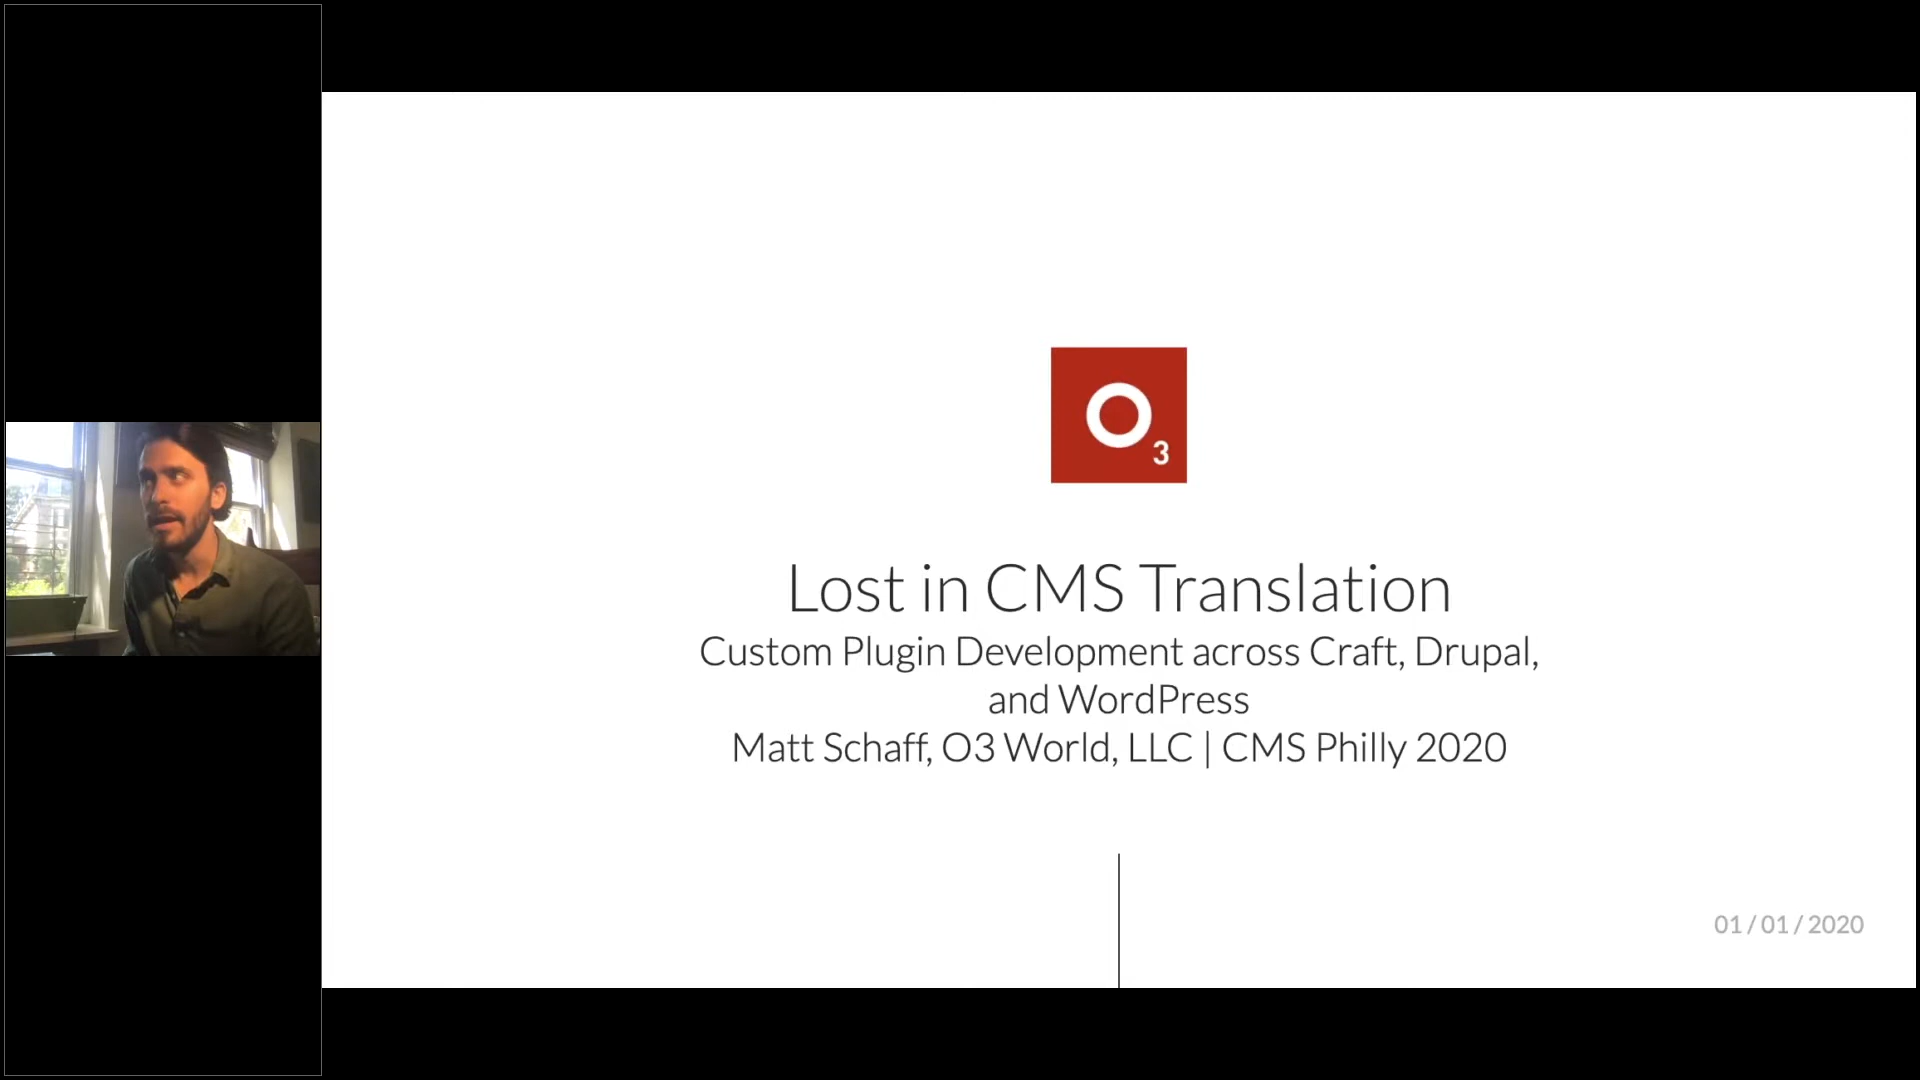 O3
Lost in CMS Translation
Custom Plugin Development across Craft, Drupal,
and WordPress
Matt Schaff, O3 World, LLC | CMS Philly 2020
01/01/2020